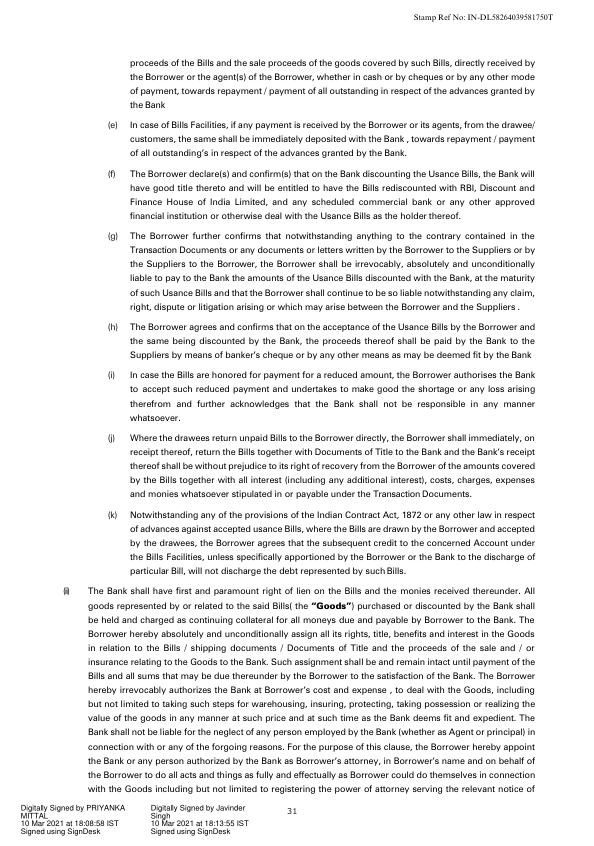 Stamp Ref No: IN-DL58264039581750T
proceeds of the Bills and the sale proceeds of the goods covered by such Bills, directly received by
the Borrower or the agent(s) of the Borrower, whether in cash or by cheques or by any other mode
of payment, towards repayment / payment of all outstanding in respect of the advances granted by
the Bank
(e) In case of Bills Facilities, if any payment is received by the Borrower or its agents, from the drawee/
customers, the same shall be immediately deposited with the Bank , towards repayment / payment
of all outstanding's in respect of the advances granted by the Bank.
(f) The Borrower declare(s) and confirm(s) that on the Bank discounting the Usance Bills, the Bank will
have good title thereto and will be entitled to have the Bills rediscounted with RBI, Discount and
Finance House of India Limited, and any scheduled commercial bank or any other approved
financial institution or otherwise deal with the Usance Bills as the holder thereof.
(g) The Borrower further confirms that notwithstanding anything to the contrary contained in the
Transaction Documents or any documents or letters written by the Borrower to the Suppliers or by
the Suppliers to the Borrower, the Borrower shall be irrevocably, absolutely and unconditionally
liable to pay to the Bank the amounts of the Usance Bills discounted with the Bank, at the maturity
of such Usance Bills and that the Borrower shall continue to be so liable notwithstanding any claim,
right, dispute or litigation arising or which may arise between the Borrower and the Suppliers .
(h) The Borrower agrees and confirms that on the acceptance of the Usance Bills by the Borrower and
the same being discounted by the Bank, the proceeds thereof shall be paid by the Bank to the
Suppliers by means of banker's cheque or by any other means as may be deemed fit by the Bank
(i) In case the Bills are honored for payment for a reduced amount, the Borrower authorises the Bank
to accept such reduced payment and undertakes to make good the shortage or any loss arising
therefrom and further acknowledges that the Bank shall not be responsible in any manner
whatsoever.
(j) Where the drawees return unpaid Bills to the Borrower directly, the Borrower shall immediately, on
receipt thereof, return the Bills together with Documents of Title to the Bank and the Bank's receipt
thereof shall be without prejudice to its right of recovery from the Borrower of the amounts covered
by the Bills together with all interest (including any additional interest), costs, charges, expenses
and monies whatsoever stipulated in or payable under the Transaction Documents.
(k) Notwithstanding any of the provisions of the Indian Contract Act, 1872 or any other law in respect
of advances against accepted usance Bills, where the Bills are drawn by the Borrower and accepted
by the drawees, the Borrower agrees that the subsequent credit to the concerned Account under
the Bills Facilities, unless specifically apportioned by the Borrower or the Bank to the discharge of
particular Bill, will not discharge the debt represented by such Bills.
The Bank shall have first and paramount right of lien on the Bills and the monies received thereunder. All
goods represented by or related to the said Bills( the "Goods") purchased or discounted by the Bank shall
be held and charged as continuing collateral for all moneys due and payable by Borrower to the Bank. The
Borrower hereby absolutely and unconditionally assign all its rights, title, benefits and interest in the Goods
in relation to the Bills / shipping documents / Documents of Title and the proceeds of the sale and / or
insurance relating to the Goods to the Bank. Such assignment shall be and remain intact until payment of the
Bills and all sums that may be due thereunder by the Borrower to the satisfaction of the Bank. The Borrower
hereby irrevocably authorizes the Bank at Borrower's cost and expense , to deal with the Goods, including
but not limited to taking such steps for warehousing, insuring, protecting, taking possession or realizing the
value of the goods in any manner at such price and at such time as the Bank deems fit and expedient. The
Bank shall not be liable for the neglect of any person employed by the Bank (whether as Agent or principal) in
connection with or any of the forgoing reasons. For the purpose of this clause, the Borrower hereby appoint
the Bank or any person authorized by the Bank as Borrower's attorney, in Borrower's name and on behalf of
the Borrower to do all acts and things as fully and effectually as Borrower could do themselves in connection
with the Goods including but not limited to registering the power of attorney serving the relevant notice of
Digitally Signed by PRIYANKA
MITTAL
10 Mar 2021 at 18:08:58 IST
Signed using SignDesk
Digitally Signed by Javinder
Singh
10 Mar 2021 at 18:13:55 IST
Signed using SignDesk
31